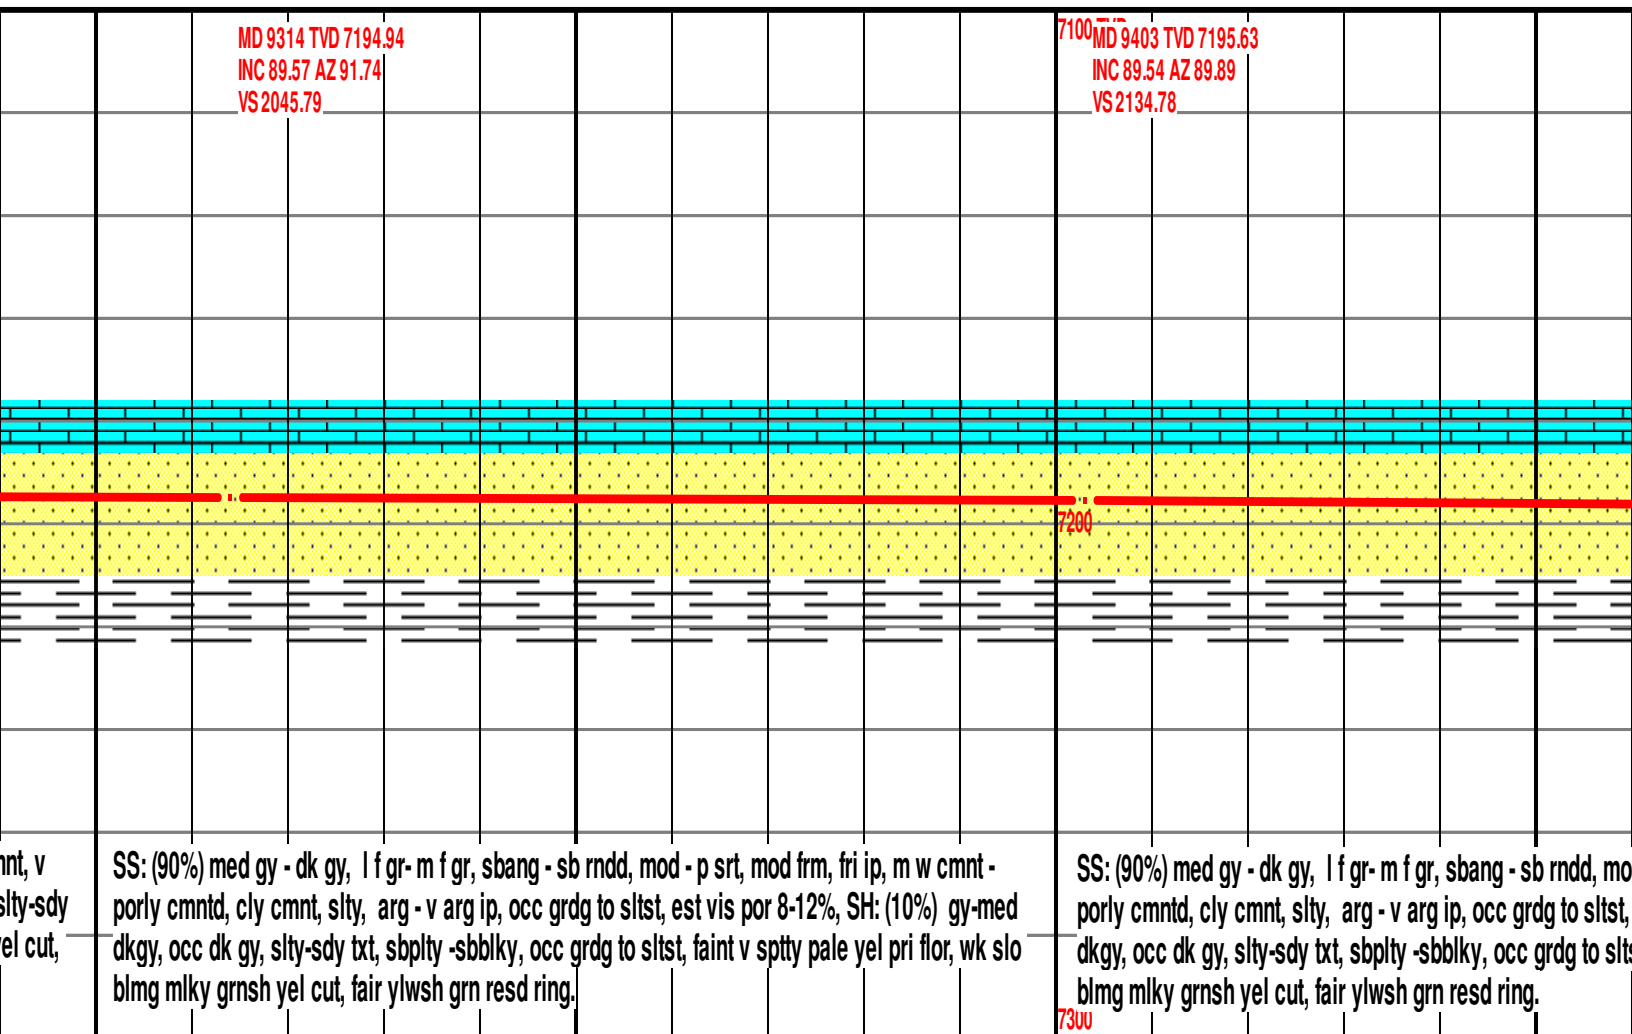 MD 9314 TVD 7194.94
INC 89.57 AZ 91.74
VS 2045.79
7100 TVD
MD 9403 TVD 7195.63
INC 89.54 AZ 89.89
VS 2134.78
7200
mnt, v
slty-sdy
yel cut,
SS: (90%) med gy - dk gy, l f gr- m f gr, sbang - sb rndd, mod - p srt, mod frm, fri ip, m w cmnt -
porly cmntd, cly cmnt, slty, arg - v arg ip, occ grdg to sltst, est vis por 8-12%, SH: (10%) gy-med
dkgy, occ dk gy, slty-sdy txt, sbplty -sbblky, occ grdg to sltst, faint v sptty pale yel pri flor, wk slo
blmg mlky grnsh yel cut, fair ylwsh grn resd ring.
SS: (90%) med gy - dk gy, l f gr- m f gr, sbang - sb rndd, mo
porly cmntd, cly cmnt, slty, arg - v arg ip, occ grdg to sltst,
dkgy, occ dk gy, slty-sdy txt, sbplty -sbblky, occ grdg to slts
blmg mlky grnsh yel cut, fair ylwsh grn resd ring.
7300